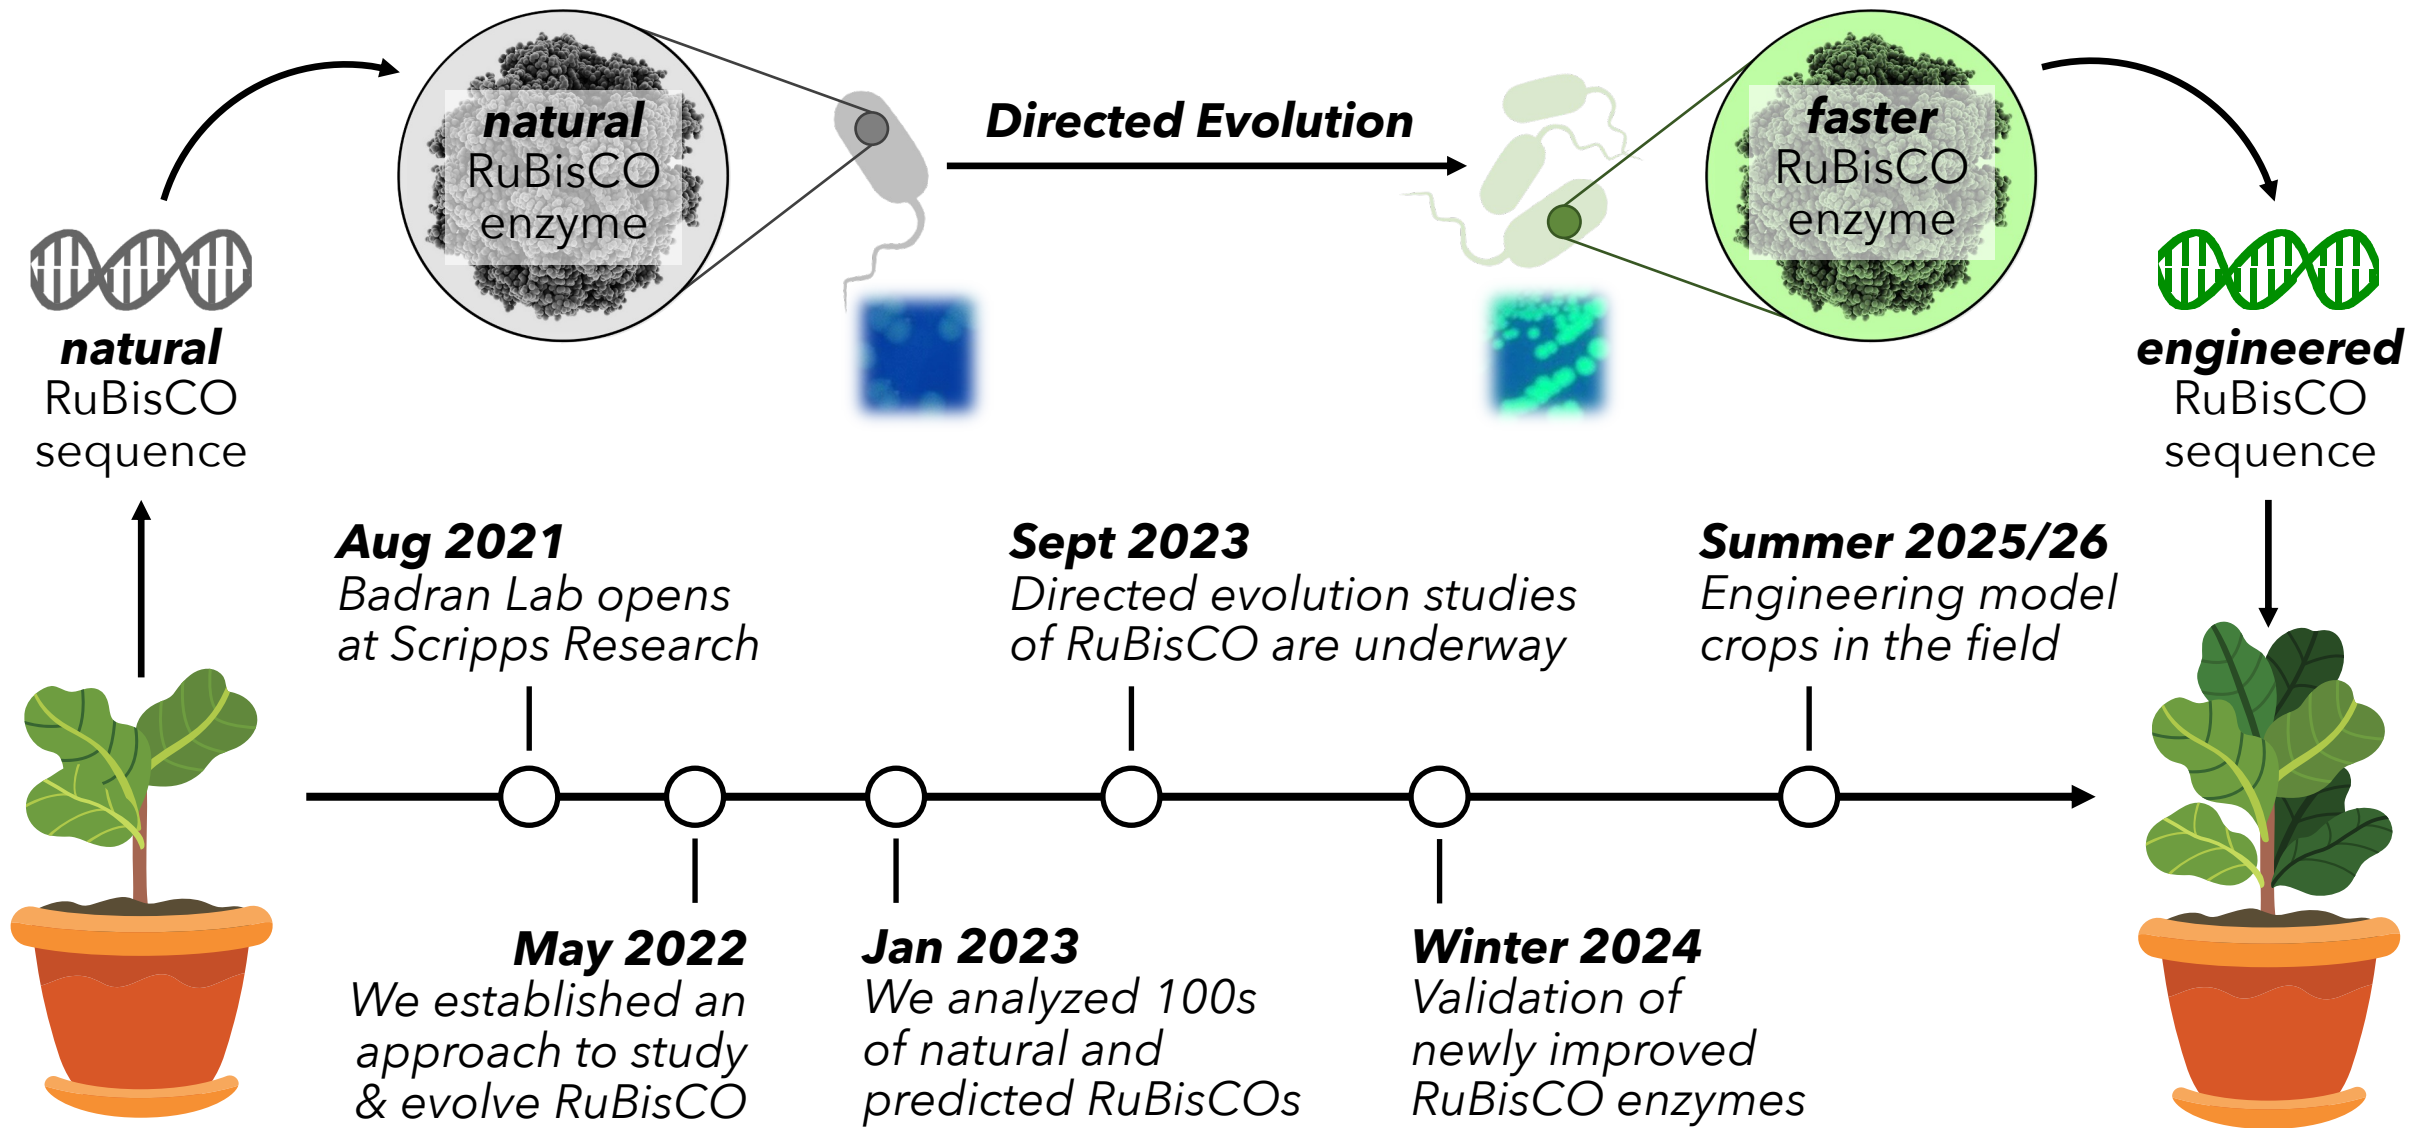 natural
RuBisCO
enzyme
Directed Evolution
faster
RuBisCO
enzyme
natural
RuBisCO
sequence
engineered
RuBisCO
sequence
Aug 2021
Badran Lab opens
at Scripps Research
Sept 2023
Directed evolution studies
of RuBisCO are underway
Summer 2025/26
Engineering model
crops in the field
May 2022
We established an
approach to study
& evolve RuBisCO
Jan 2023
We analyzed 100s
of natural and
predicted RuBisCOs
Winter 2024
Validation of
newly improved
RuBisCO enzymes